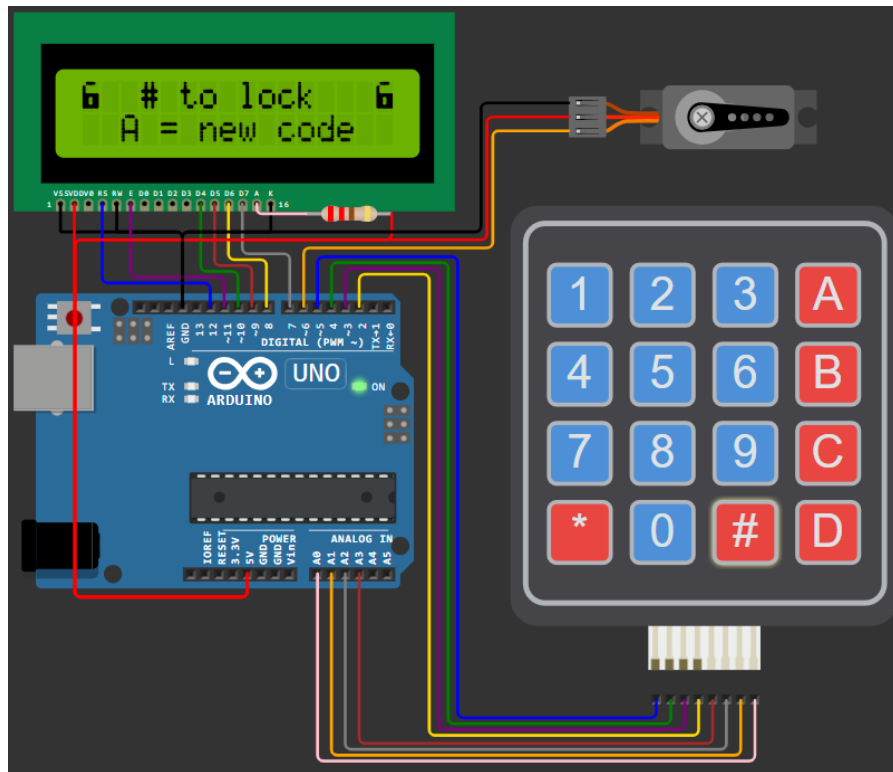 # to lock
A = new code
VSS VDD V0 RS RW E D0 D1 D2 D3 D4 D5 D6 D7 A K
1 16
AREF GND 13 12 ~11 ~10 ~9 8 7 ~6 ~5 4 ~3 2 TX→1 RX←0
DIGITAL (PWM ~)
L
TX
RX
UNO
ON
ARDUINO
POWER
ANALOG IN
IOREF RESET 3.3V 5V GND GND Vin A0 A1 A2 A3 A4 A5
1 2 3 A
4 5 6 B
7 8 9 C
* 0 # D